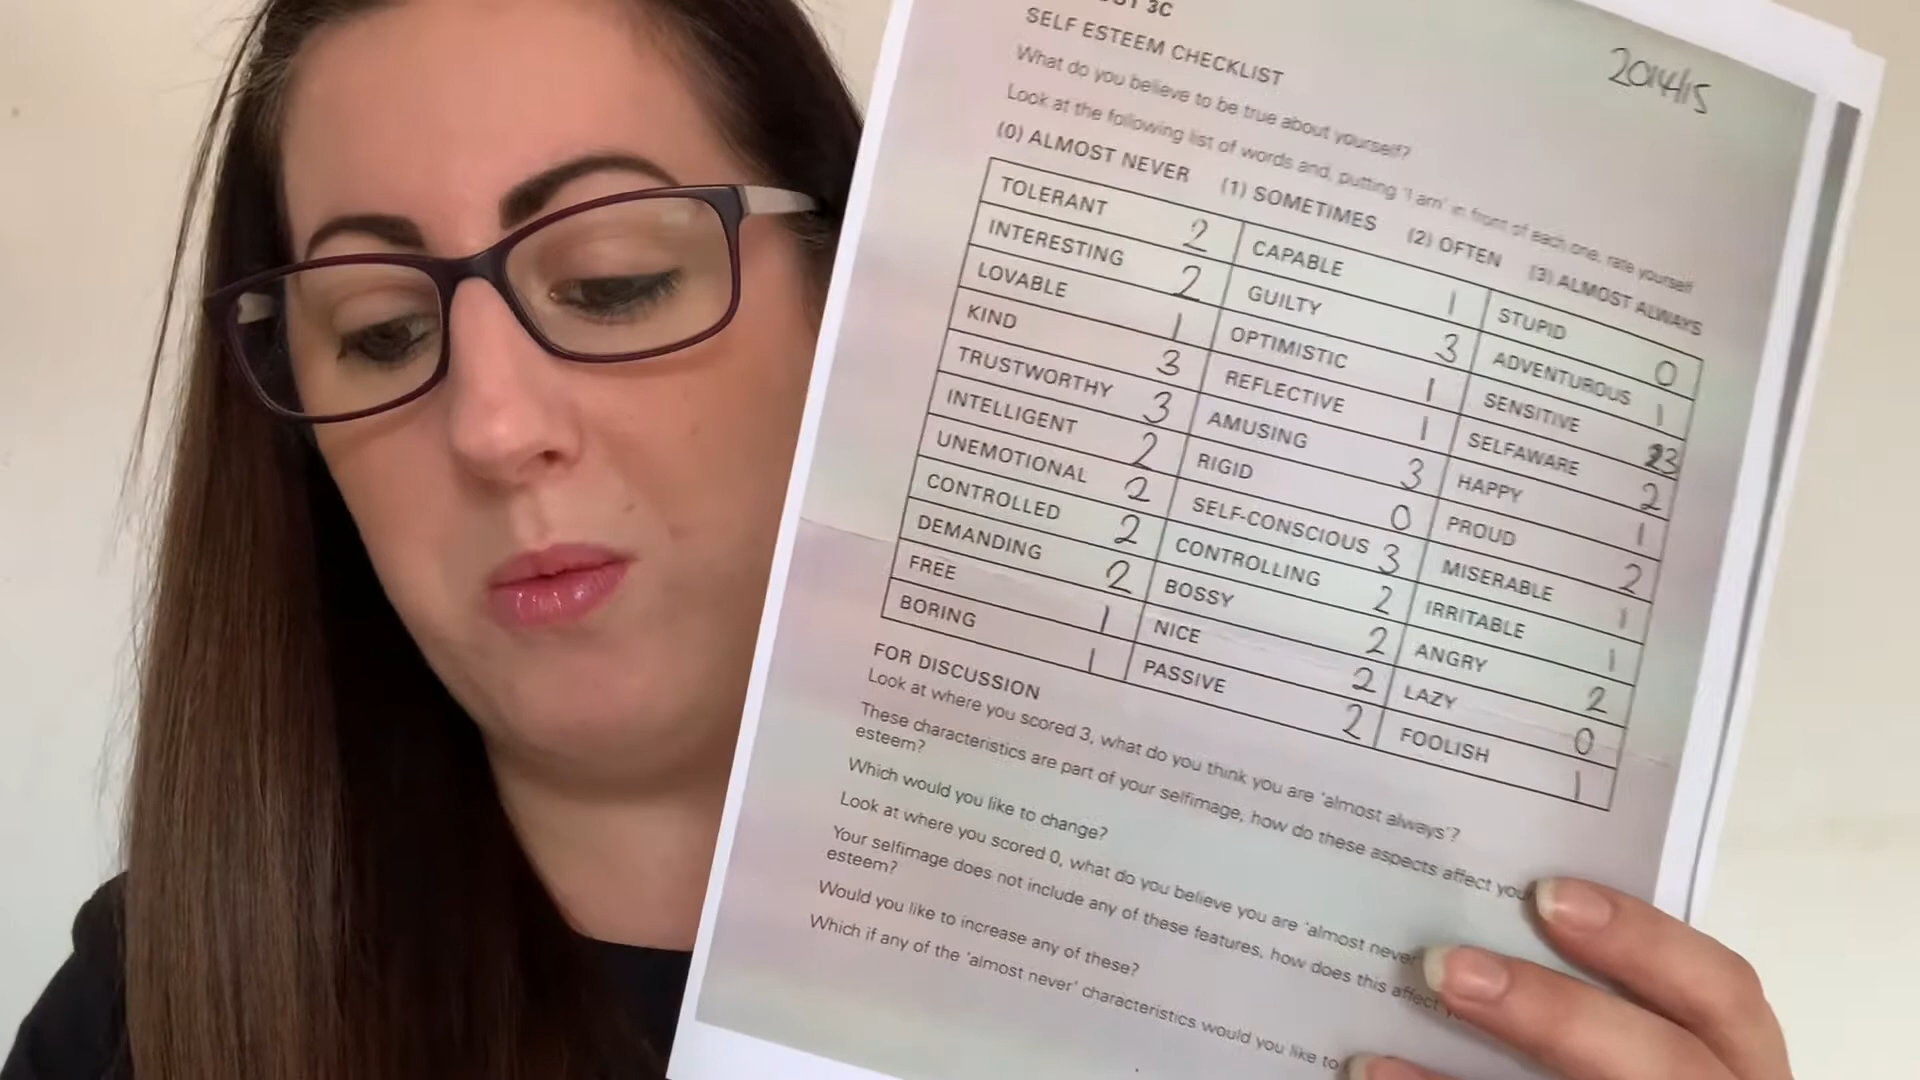 3C
2014/15
SELF ESTEEM CHECKLIST
What do you believe to be true about yourself?
Look at the following list of words and, putting 'I am' in front of each one, rate yourself
(0) ALMOST NEVER (1) SOMETIMES (2) OFTEN (3) ALMOST ALWAYS
TOLERANT 2 CAPABLE 1 STUPID 0
INTERESTING 2 GUILTY 3 ADVENTUROUS 1
LOVABLE 1 OPTIMISTIC 1 SENSITIVE 3
KIND 3 REFLECTIVE 1 SELFAWARE 2
TRUSTWORTHY 3 AMUSING 3 HAPPY 1
INTELLIGENT 2 RIGID 0 PROUD 2
UNEMOTIONAL 2 SELF-CONSCIOUS 3 MISERABLE 1
CONTROLLED 2 CONTROLLING 2 IRRITABLE 1
DEMANDING 2 BOSSY 2 ANGRY 2
FREE 1 NICE 2 LAZY 0
BORING 1 PASSIVE 2 FOOLISH 1
FOR DISCUSSION
Look at where you scored 3, what do you think you are 'almost always'?
These characteristics are part of your selfimage, how do these aspects affect your
esteem?
Which would you like to change?
Look at where you scored 0, what do you believe you are 'almost never
Your selfimage does not include any of these features, how does this affect
esteem?
Would you like to increase any of these?
Which if any of the 'almost never' characteristics would you like to